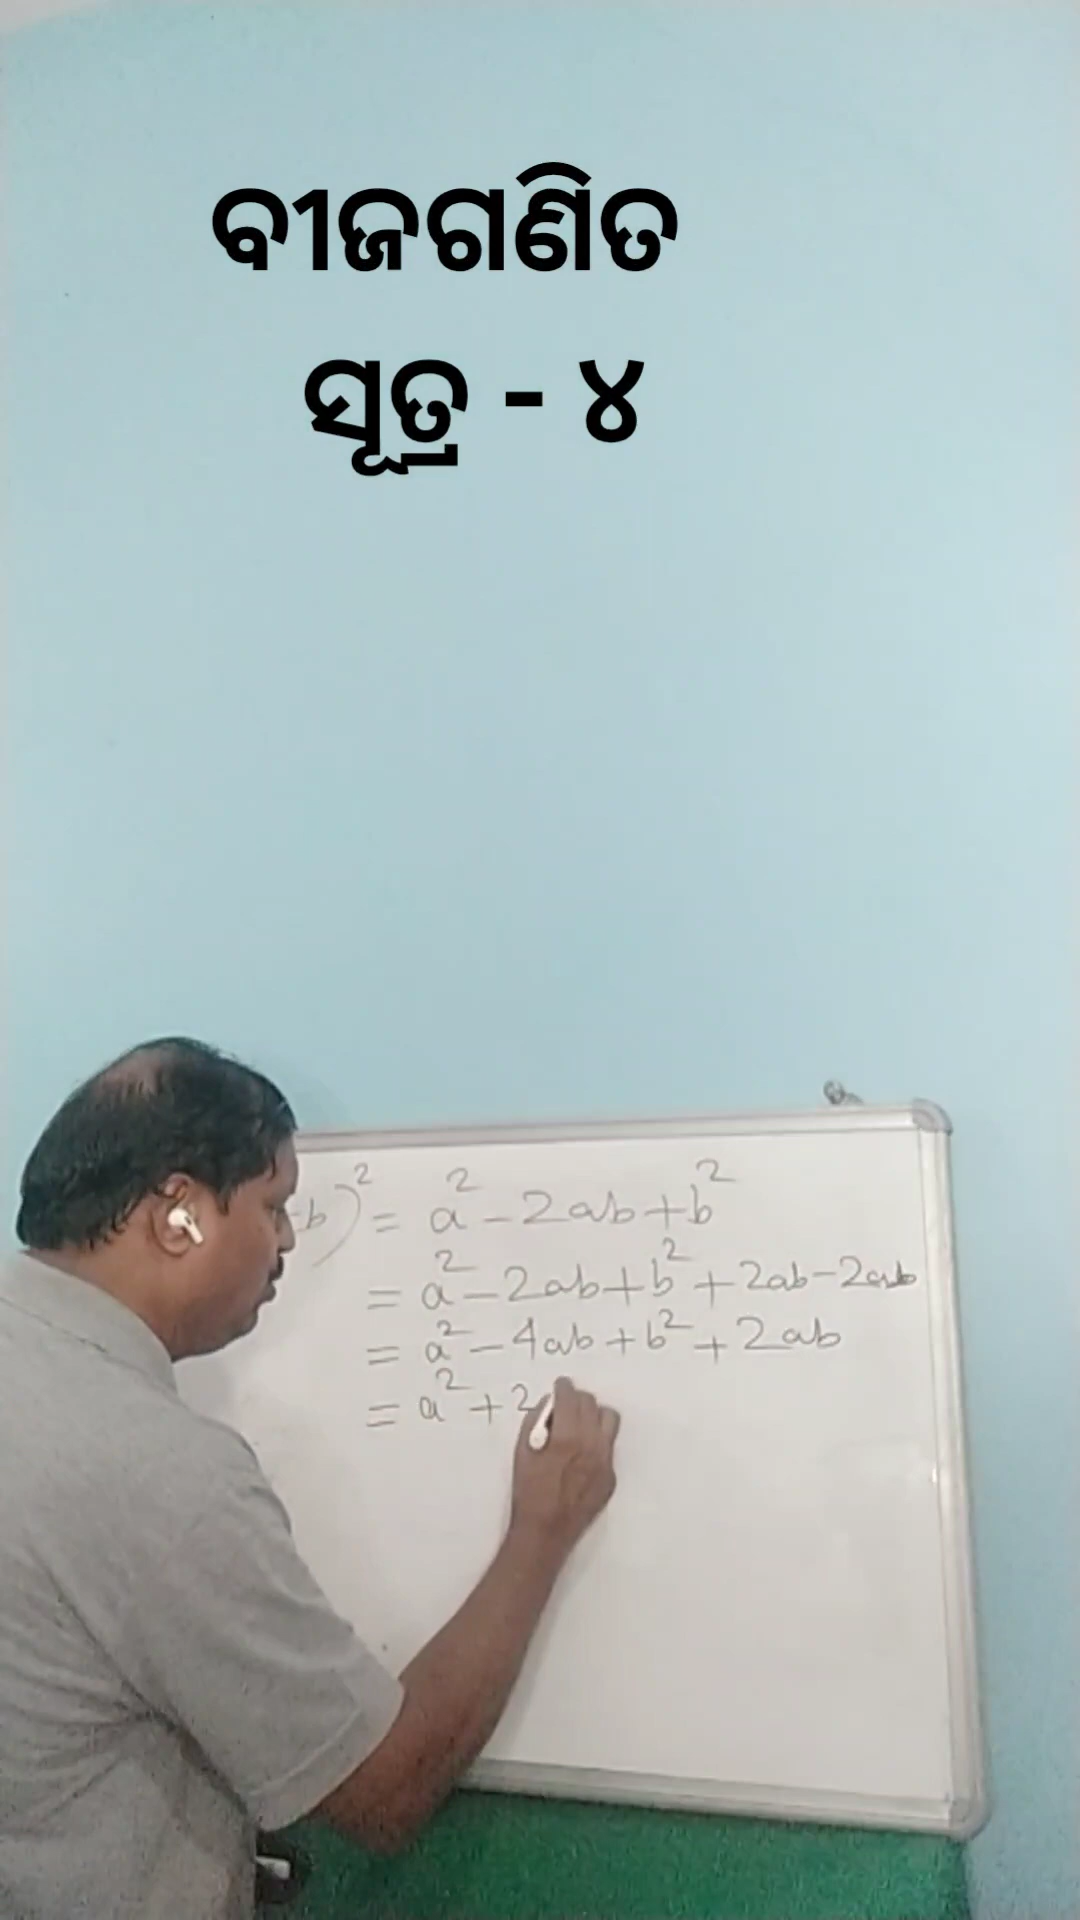 ବୀଜଗଣିତ
ସୂତ୍ର - ୪
-b)² = a² - 2ab + b²
= a² - 2ab + b² + 2ab - 2ab
= a² - 4ab + b² + 2ab
= a² + 2